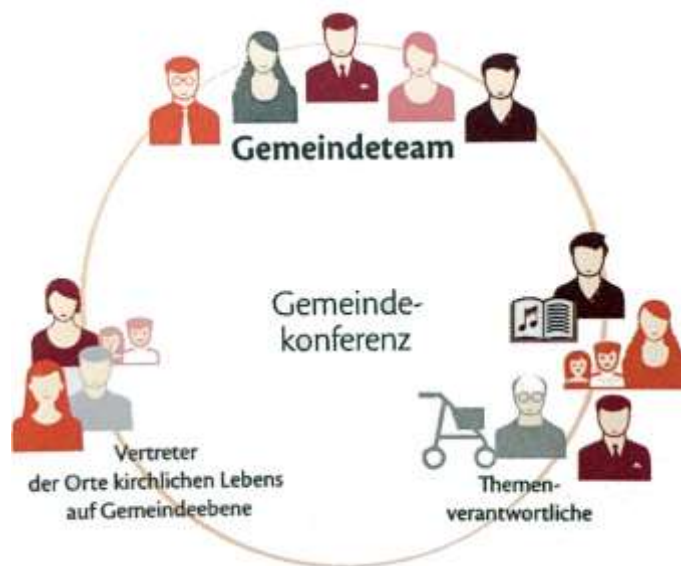 Gemeindeteam
Gemeinde-
konferenz
Vertreter
der Orte kirchlichen Lebens
auf Gemeindeebene
Themen-
verantwortliche